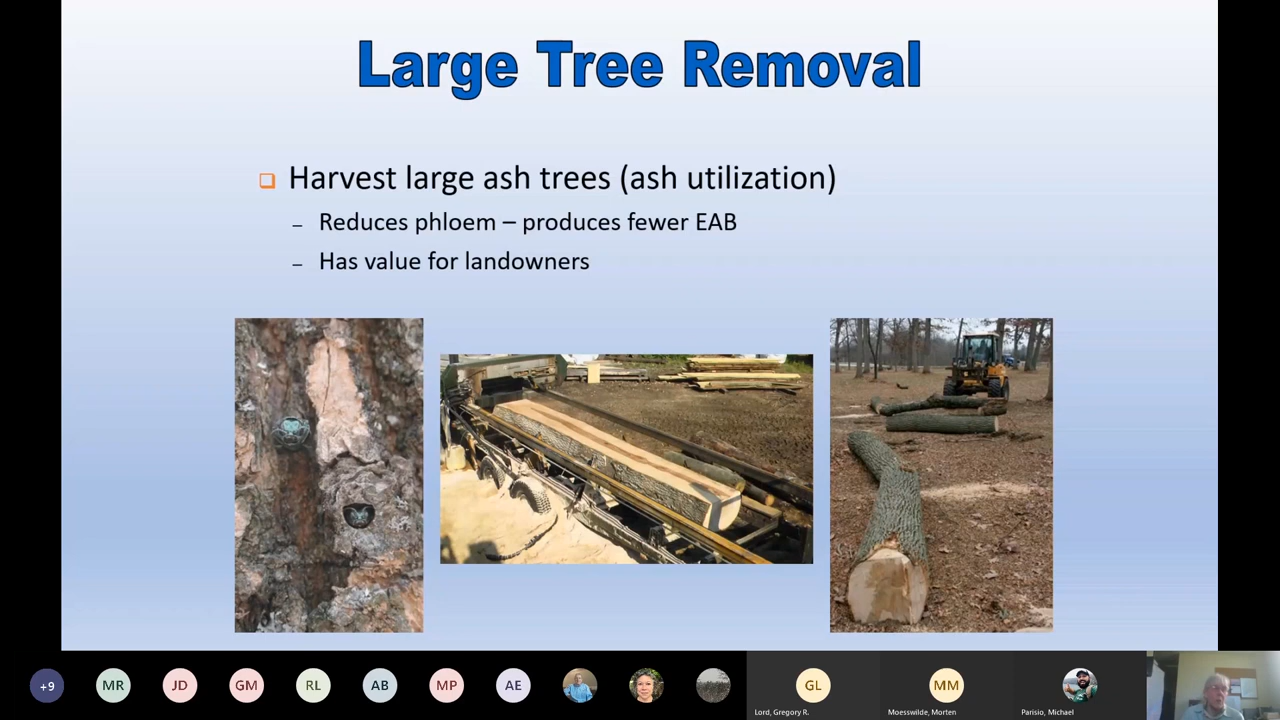 Large Tree Removal
Harvest large ash trees (ash utilization)
– Reduces phloem – produces fewer EAB
– Has value for landowners
+9
MR
JD
GM
RL
AB
MP
AE
GL
MM
Lord, Gregory R.
Moesswilde, Morten
Parisio, Michael